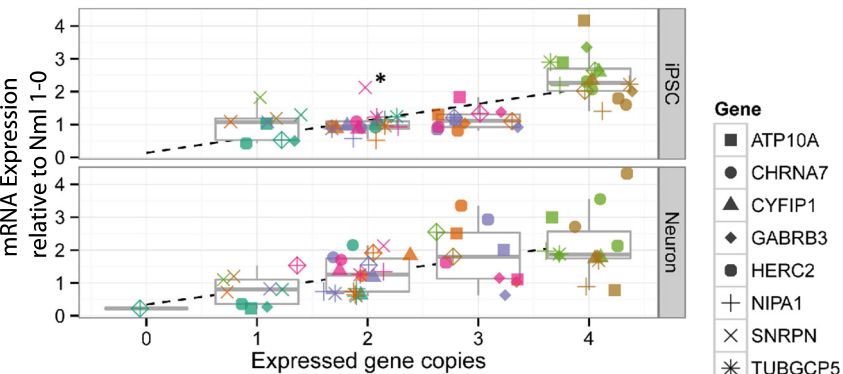 mRNA Expression
relative to Nml 1-0
4
3
2
1
0
*
iPSC
4
3
2
1
0
Neuron
0 1 2 3 4
Expressed gene copies
Gene
ATP10A
CHRNA7
CYFIP1
GABRB3
HERC2
NIPA1
SNRPN
TUBGCP5